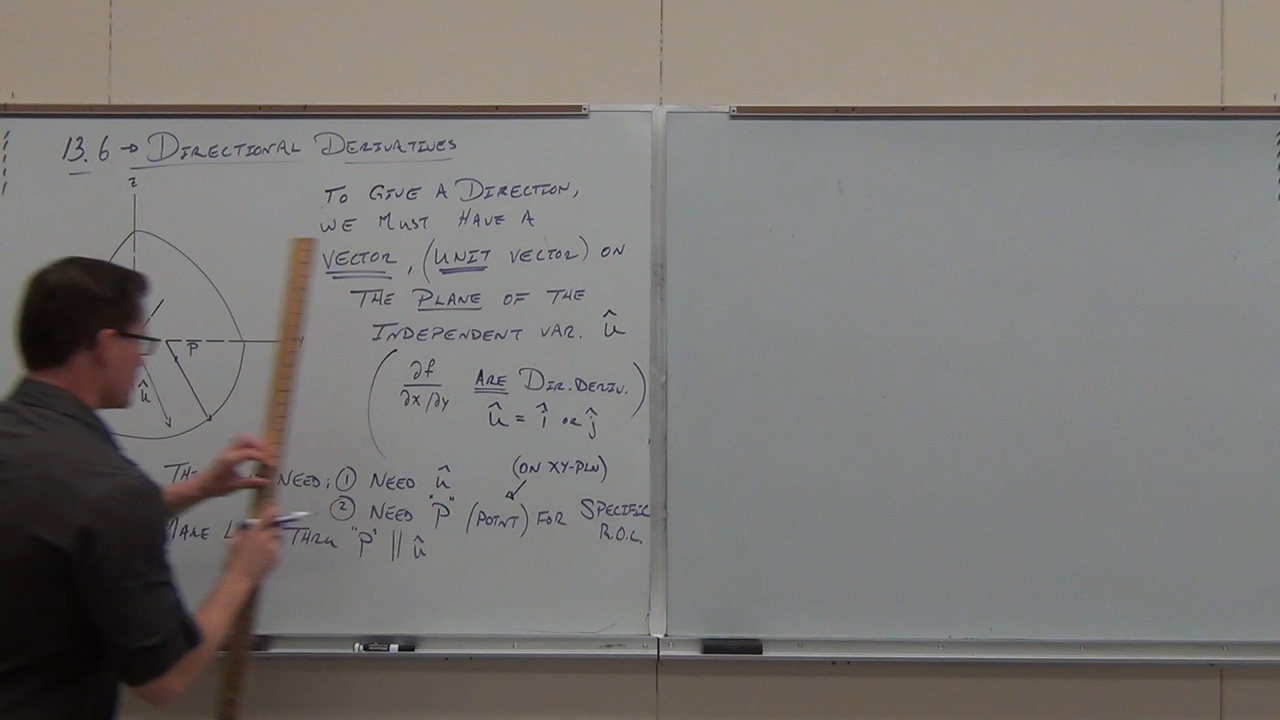 13.6 → DIRECTIONAL DERIVATIVES
z
TO GIVE A DIRECTION,
WE MUST HAVE A
VECTOR, (UNIT VECTOR) ON
THE PLANE OF THE
INDEPENDENT VAR. û
P
û
∂f
∂x/∂y
ARE DIR. DERIV.
û = î OR ĵ
NEED: ① NEED û
(ON XY-PLN)
② NEED "P" (POINT) FOR SPECIFIC
R.O.C.
MAKE THRU "P" || û